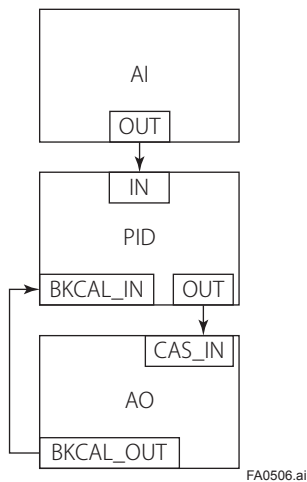 AI
OUT
IN
PID
BKCAL_IN OUT
CAS_IN
AO
BKCAL_OUT
FA0506.ai